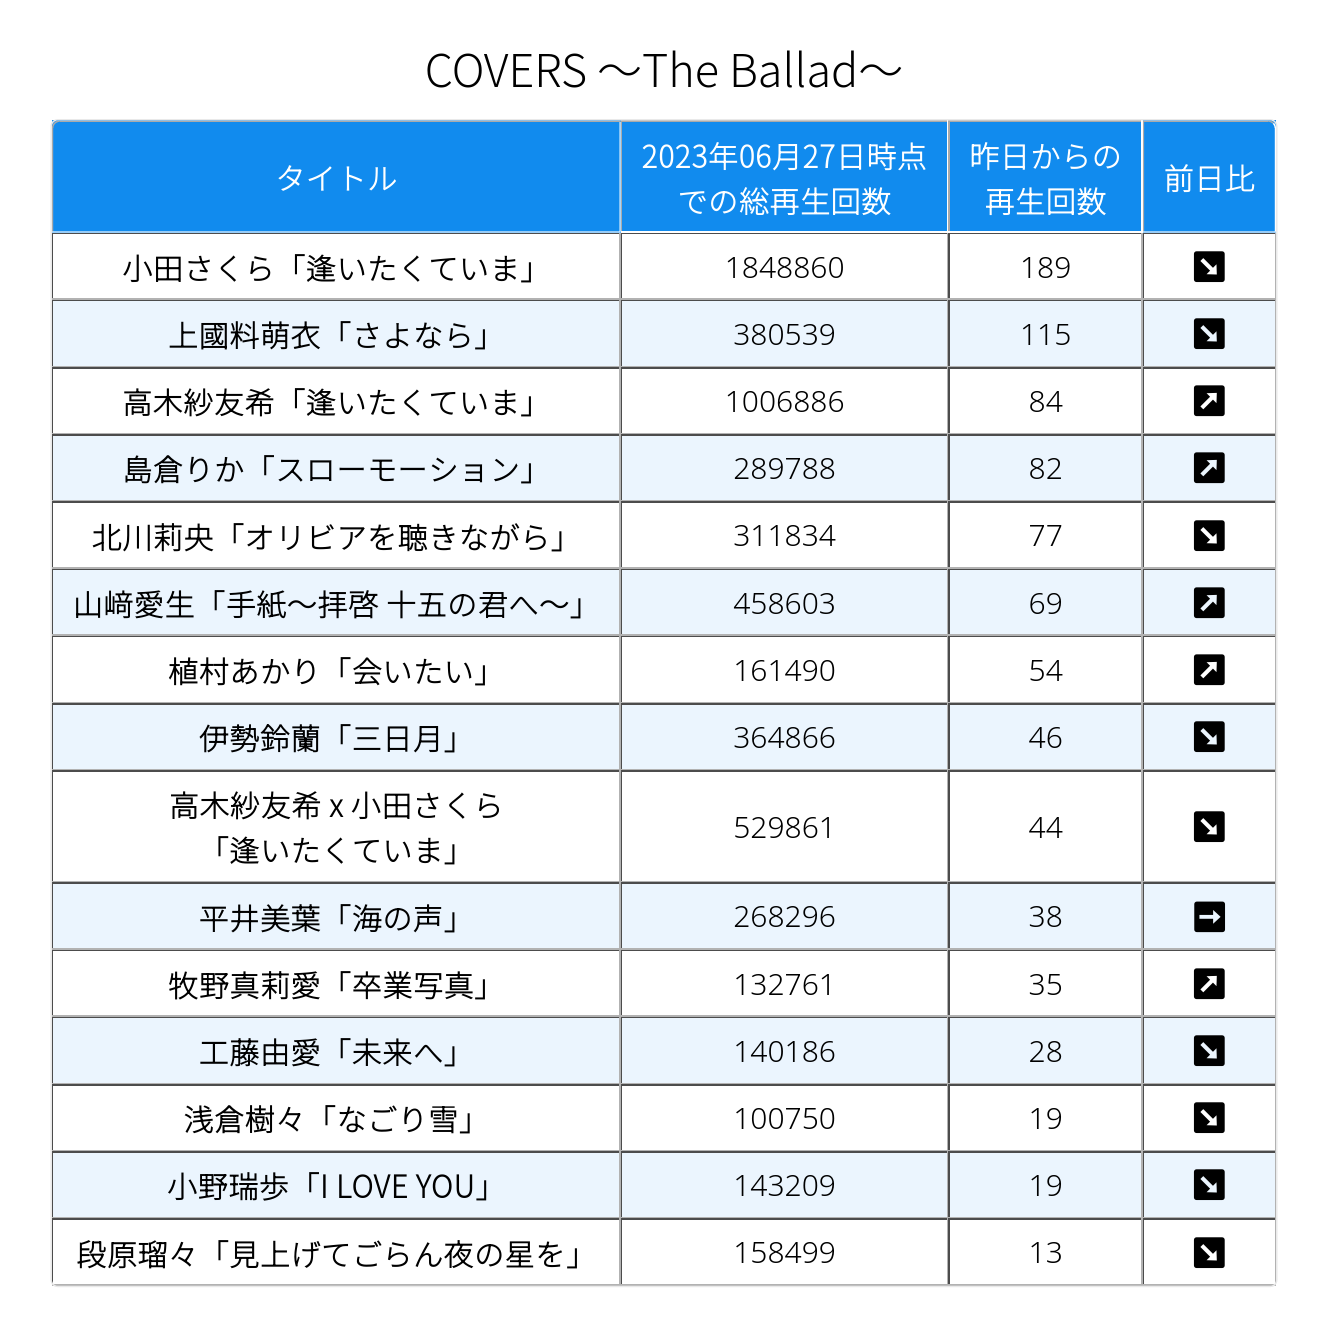 COVERS ～The Ballad～
タイトル
2023年06月27日時点
での総再生回数
昨日からの
再生回数
前日比
小田さくら「逢いたくていま」 1848860 189 ↘
上國料萌衣「さよなら」 380539 115 ↘
高木紗友希「逢いたくていま」 1006886 84 ↗
島倉りか「スローモーション」 289788 82 ↗
北川莉央「オリビアを聴きながら」 311834 77 ↘
山﨑愛生「手紙～拝啓 十五の君へ～」 458603 69 ↗
植村あかり「会いたい」 161490 54 ↗
伊勢鈴蘭「三日月」 364866 46 ↘
高木紗友希 x 小田さくら
「逢いたくていま」 529861 44 ↘
平井美葉「海の声」 268296 38 →
牧野真莉愛「卒業写真」 132761 35 ↗
工藤由愛「未来へ」 140186 28 ↘
浅倉樹々「なごり雪」 100750 19 ↘
小野瑞歩「I LOVE YOU」 143209 19 ↘
段原瑠々「見上げてごらん夜の星を」 158499 13 ↘